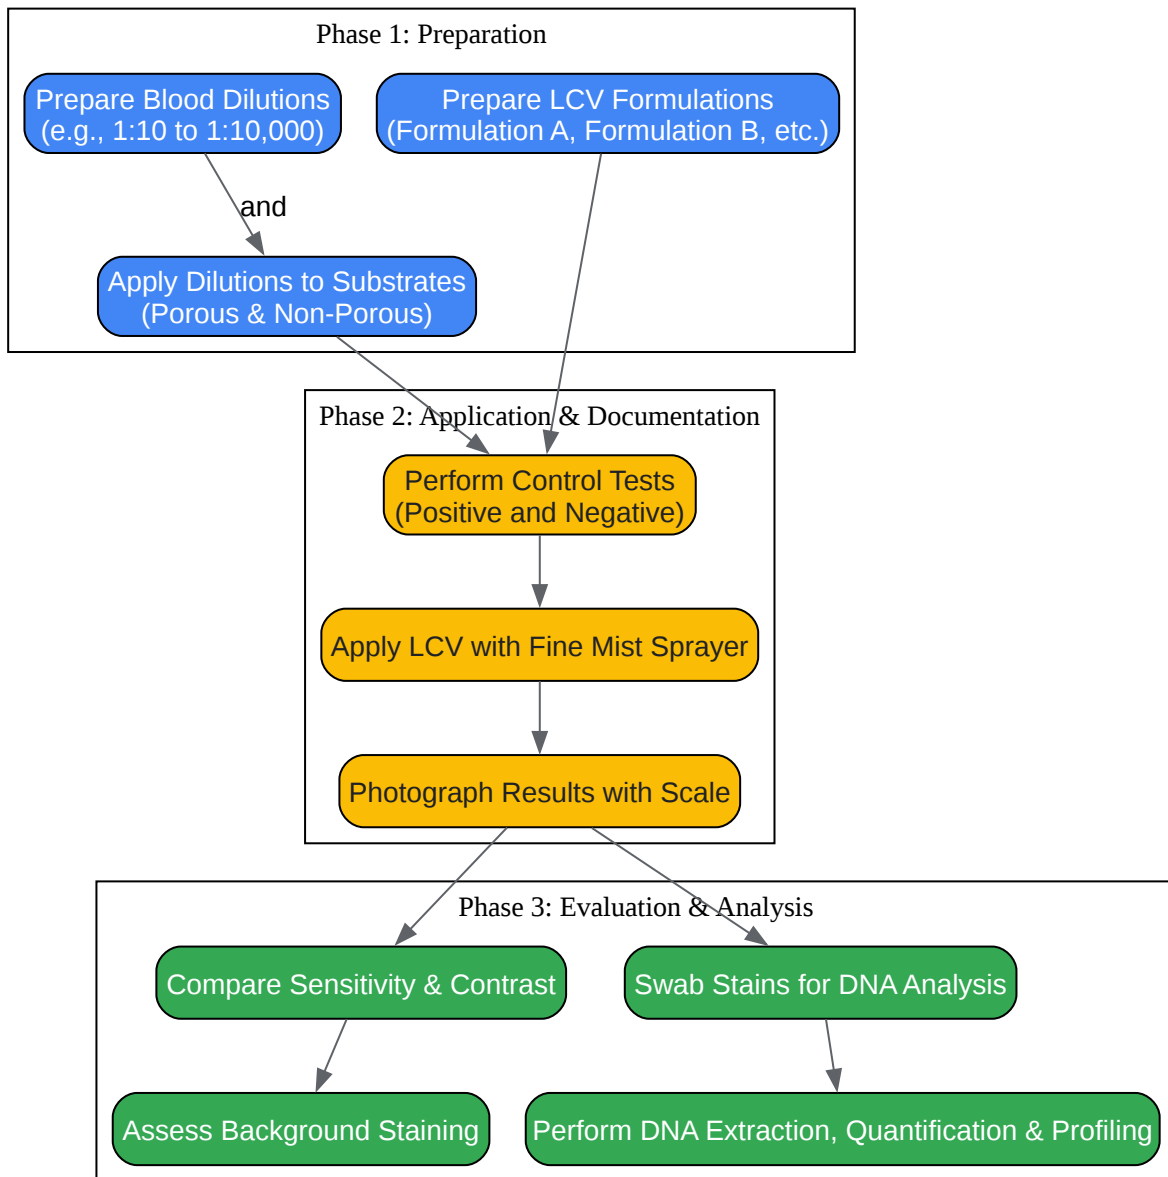 Phase 1: Preparation
Prepare Blood Dilutions
(e.g., 1:10 to 1:10,000)
Prepare LCV Formulations
(Formulation A, Formulation B, etc.)
and
Apply Dilutions to Substrates
(Porous & Non-Porous)
Phase 2: Application & Documentation
Perform Control Tests
(Positive and Negative)
Apply LCV with Fine Mist Sprayer
Photograph Results with Scale
Phase 3: Evaluation & Analysis
Compare Sensitivity & Contrast
Swab Stains for DNA Analysis
Assess Background Staining
Perform DNA Extraction, Quantification & Profiling